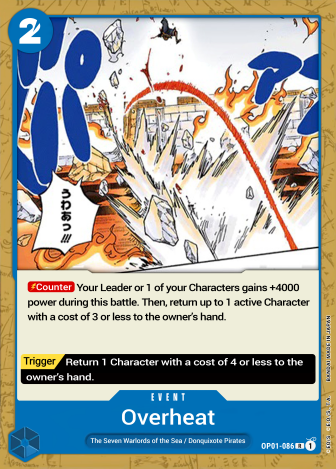 2
うわあっ!!!
Counter Your Leader or 1 of your Characters gains +4000
power during this battle. Then, return up to 1 active Character
with a cost of 3 or less to the owner's hand.
Trigger Return 1 Character with a cost of 4 or less to the
owner's hand.
EVENT
Overheat
The Seven Warlords of the Sea / Donquixote Pirates
OP01-086 R 1